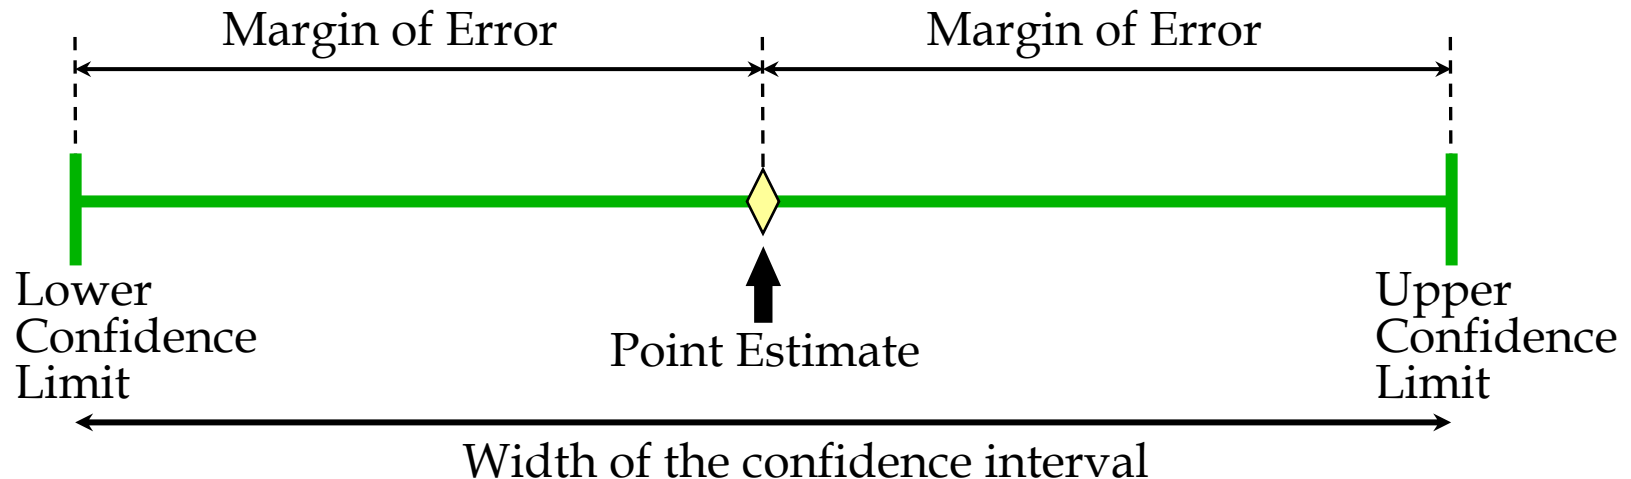 Margin of Error
Margin of Error
Lower
Confidence
Limit
Point Estimate
Upper
Confidence
Limit
Width of the confidence interval